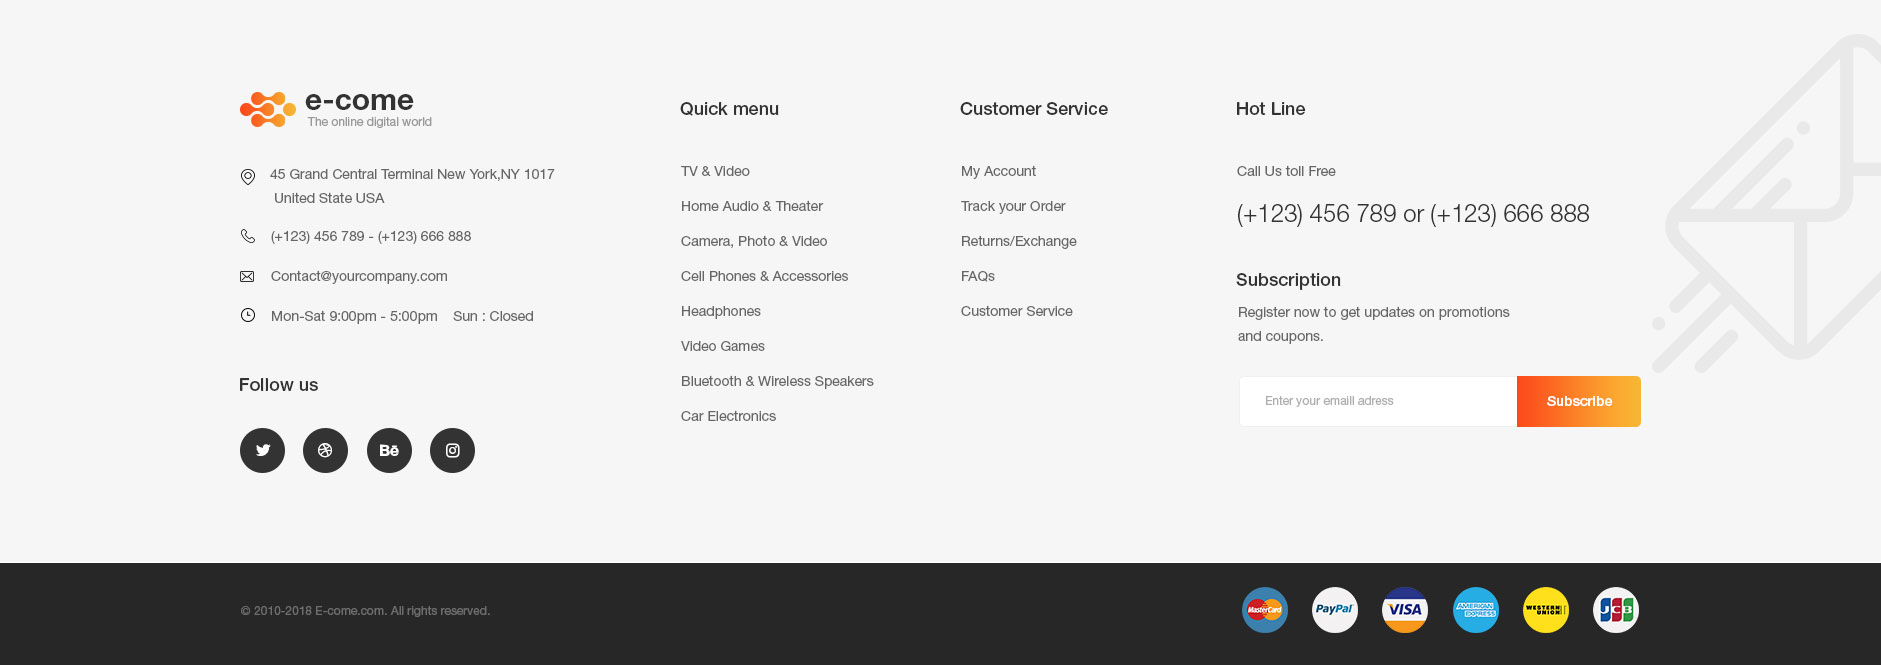 e-come
The online digital world
45 Grand Central Terminal New York,NY 1017
United State USA
(+123) 456 789 - (+123) 666 888
Contact@yourcompany.com
Mon-Sat 9:00pm - 5:00pm Sun : Closed
Follow us
Bē
Quick menu
TV & Video
Home Audio & Theater
Camera, Photo & Video
Cell Phones & Accessories
Headphones
Video Games
Bluetooth & Wireless Speakers
Car Electronics
Customer Service
My Account
Track your Order
Returns/Exchange
FAQs
Customer Service
Hot Line
Call Us toll Free
(+123) 456 789 or (+123) 666 888
Subscription
Register now to get updates on promotions
and coupons.
Enter your emaill adress
Subscribe
© 2010-2018 E-come.com. All rights reserved.
MasterCard
PayPal
VISA
AMERICAN
EXPRESS
WESTERN
UNION
JCB